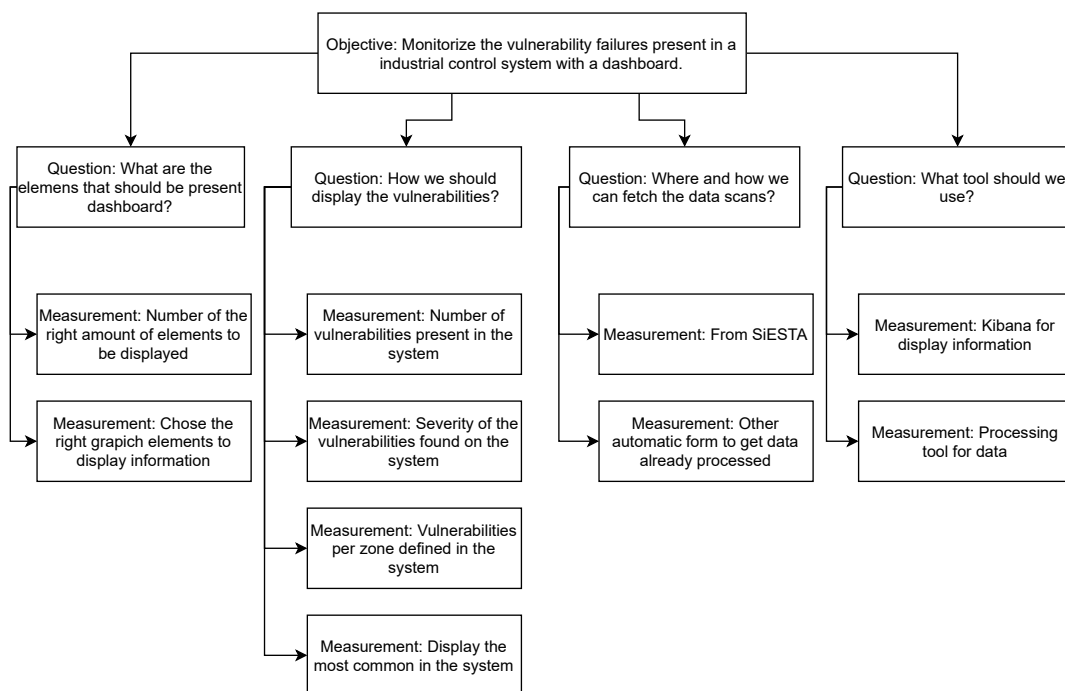 Objective: Monitorize the vulnerability failures present in a
industrial control system with a dashboard.
Question: What are the
elemens that should be present
dashboard?
Question: How we should
display the vulnerabilities?
Question: Where and how we
can fetch the data scans?
Question: What tool should we
use?
Measurement: Number of the
right amount of elements to
be displayed
Measurement: Number of
vulnerabilities present in the
system
Measurement: From SiESTA
Measurement: Kibana for
display information
Measurement: Chose the
right grapich elements to
display information
Measurement: Severity of the
vulnerabilities found on the
system
Measurement: Other
automatic form to get data
already processed
Measurement: Processing
tool for data
Measurement: Vulnerabilities
per zone defined in the
system
Measurement: Display the
most common in the system